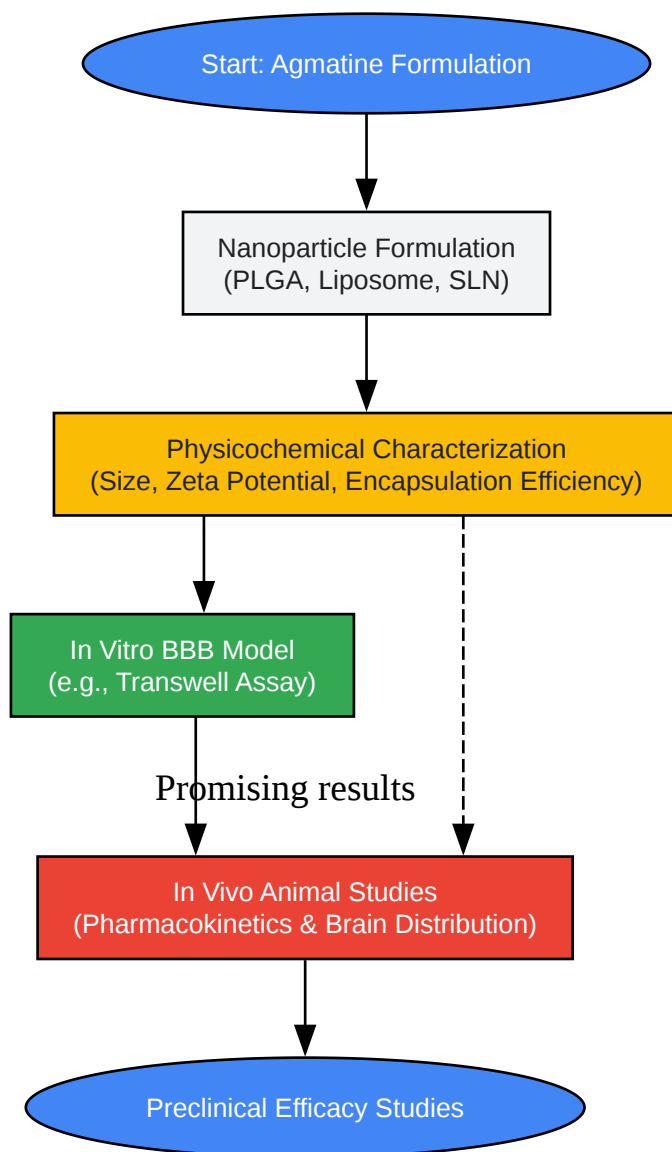 Start: Agmatine Formulation
Nanoparticle Formulation
(PLGA, Liposome, SLN)
Physicochemical Characterization
(Size, Zeta Potential, Encapsulation Efficiency)
In Vitro BBB Model
(e.g., Transwell Assay)
Promising results
In Vivo Animal Studies
(Pharmacokinetics & Brain Distribution)
Preclinical Efficacy Studies